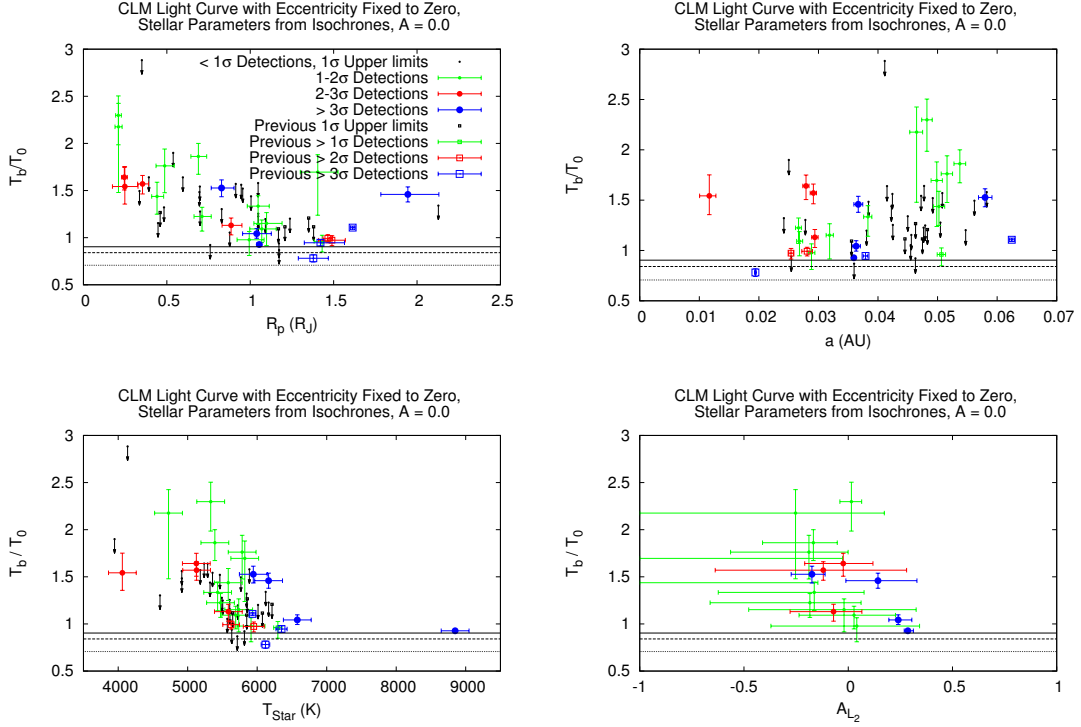 CLM Light Curve with Eccentricity Fixed to Zero,
Stellar Parameters from Isochrones, A = 0.0
3
2.5
2
1.5
1
0.5
T_b/T_0
< 1σ Detections, 1σ Upper limits
1-2σ Detections
2-3σ Detections
> 3σ Detections
Previous 1σ Upper limits
Previous > 1σ Detections
Previous > 2σ Detections
Previous > 3σ Detections
0 0.5 1 1.5 2 2.5
R_p (R_J)
CLM Light Curve with Eccentricity Fixed to Zero,
Stellar Parameters from Isochrones, A = 0.0
3
2.5
2
1.5
1
0.5
T_b/T_0
0 0.01 0.02 0.03 0.04 0.05 0.06 0.07
a (AU)
CLM Light Curve with Eccentricity Fixed to Zero,
Stellar Parameters from Isochrones, A = 0.0
3
2.5
2
1.5
1
0.5
T_b / T_0
4000 5000 6000 7000 8000 9000
T_Star (K)
CLM Light Curve with Eccentricity Fixed to Zero,
Stellar Parameters from Isochrones, A = 0.0
3
2.5
2
1.5
1
0.5
T_b / T_0
-1 -0.5 0 0.5 1
A_L_2